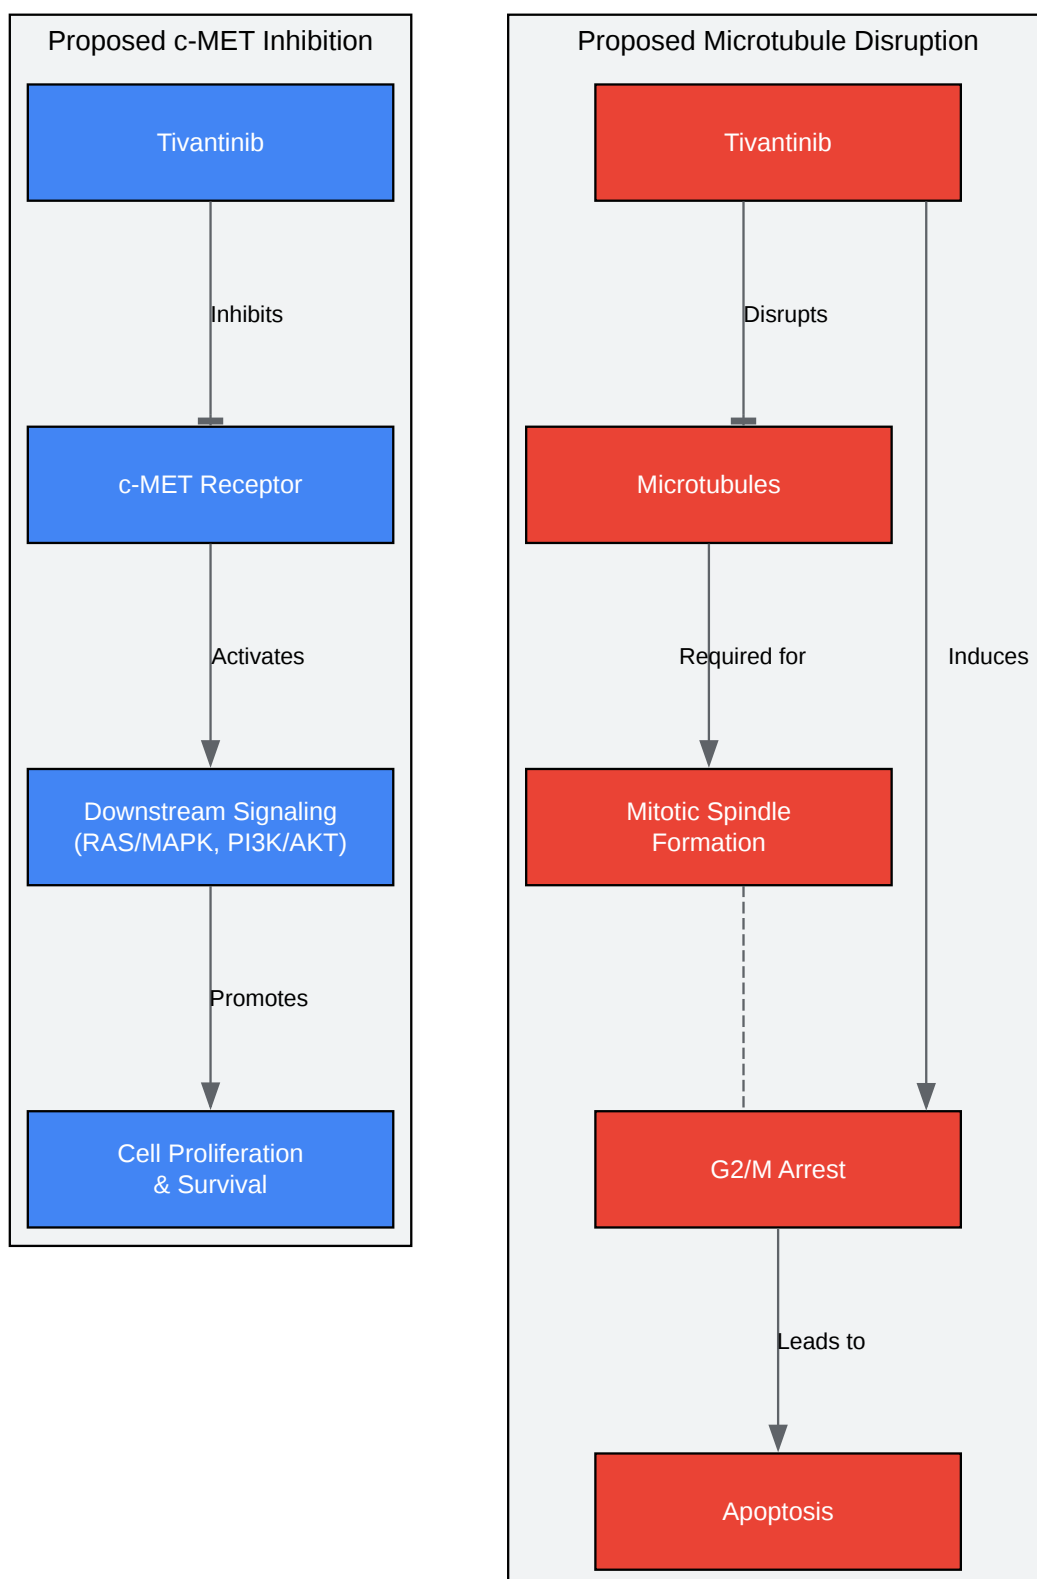 Proposed c-MET Inhibition
Tivantinib
Inhibits
c-MET Receptor
Activates
Downstream Signaling
(RAS/MAPK, PI3K/AKT)
Promotes
Cell Proliferation
& Survival
Proposed Microtubule Disruption
Tivantinib
Disrupts
Microtubules
Required for
Induces
Mitotic Spindle
Formation
G2/M Arrest
Leads to
Apoptosis